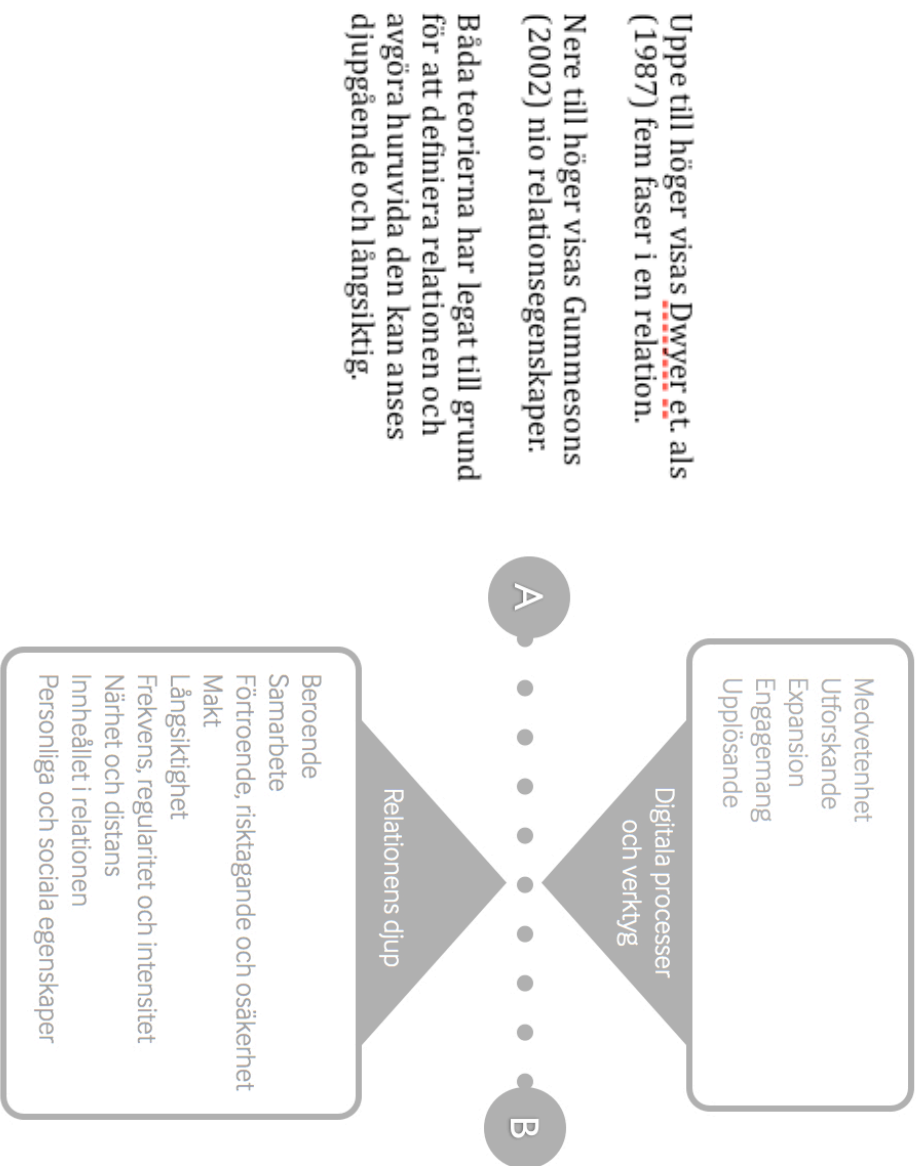 Uppe till höger visas Dwyer et. als
(1987) fem faser i en relation.
Nere till höger visas Gummesons
(2002) nio relationsegenskaper.
Båda teorierna har legat till grund
för att definiera relationen och
avgöra huruvida den kan anses
djupgående och långsiktig.
Medvetenhet
Utforskande
Expansion
Engagemang
Upplösande
Digitala processer
och verktyg
A
B
Relationens djup
Beroende
Samarbete
Förtroende, risktagande och osäkerhet
Makt
Långsiktighet
Frekvens, regularitet och intensitet
Närhet och distans
Innheållet i relationen
Personliga och sociala egenskaper